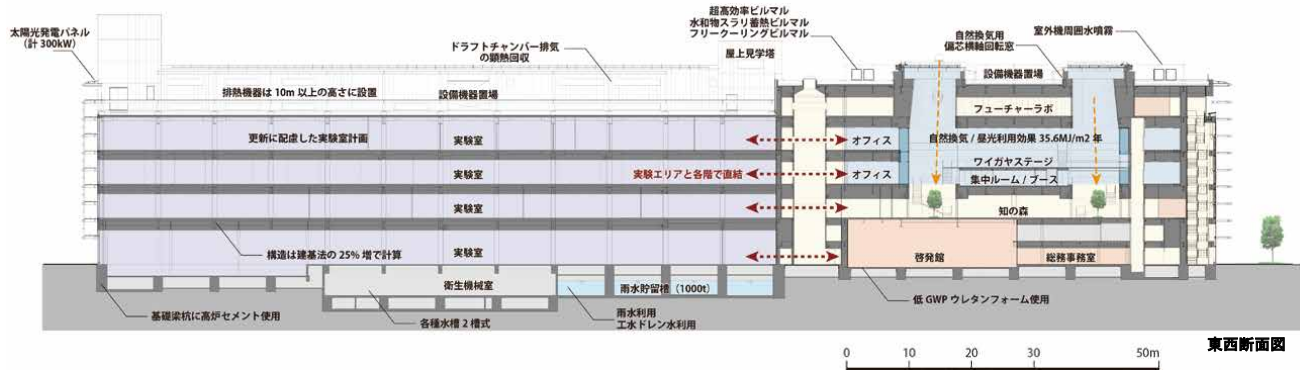 太陽光発電パネル
（計 300kW）
ドラフトチャンバー排気
の顕熱回収
超高効率ビルマル
水和物スラリ蓄熱ビルマル
フリークーリングビルマル
屋上見学塔
自然換気用
偏芯横軸回転窓
室外機周囲水噴霧
排熱機器は 10m 以上の高さに設置
設備機器置場
設備機器置場
フューチャーラボ
更新に配慮した実験室計画
実験室
オフィス
自然換気 / 昼光利用効果 35.6MJ/m2 年
ワイガヤステージ
実験室
実験エリアと各階で直結
オフィス
集中ルーム / ブース
実験室
知の森
構造は建基法の 25% 増で計算
実験室
啓発館
総務事務室
衛生機械室
雨水貯留槽（1000t）
低 GWP ウレタンフォーム使用
基礎梁杭に高炉セメント使用
各種水槽 2 槽式
雨水利用
工水ドレン水利用
東西断面図
0 10 20 30 50m